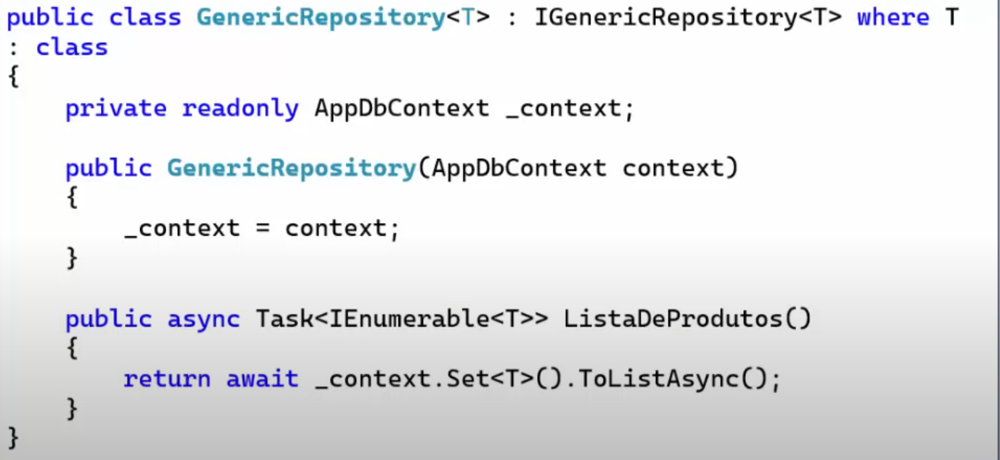 public class GenericRepository<T> : IGenericRepository<T> where T
: class
{
    private readonly AppDbContext _context;
    public GenericRepository(AppDbContext context)
    {
        _context = context;
    }
    public async Task<IEnumerable<T>> ListaDeProdutos()
    {
        return await _context.Set<T>().ToListAsync();
    }
}